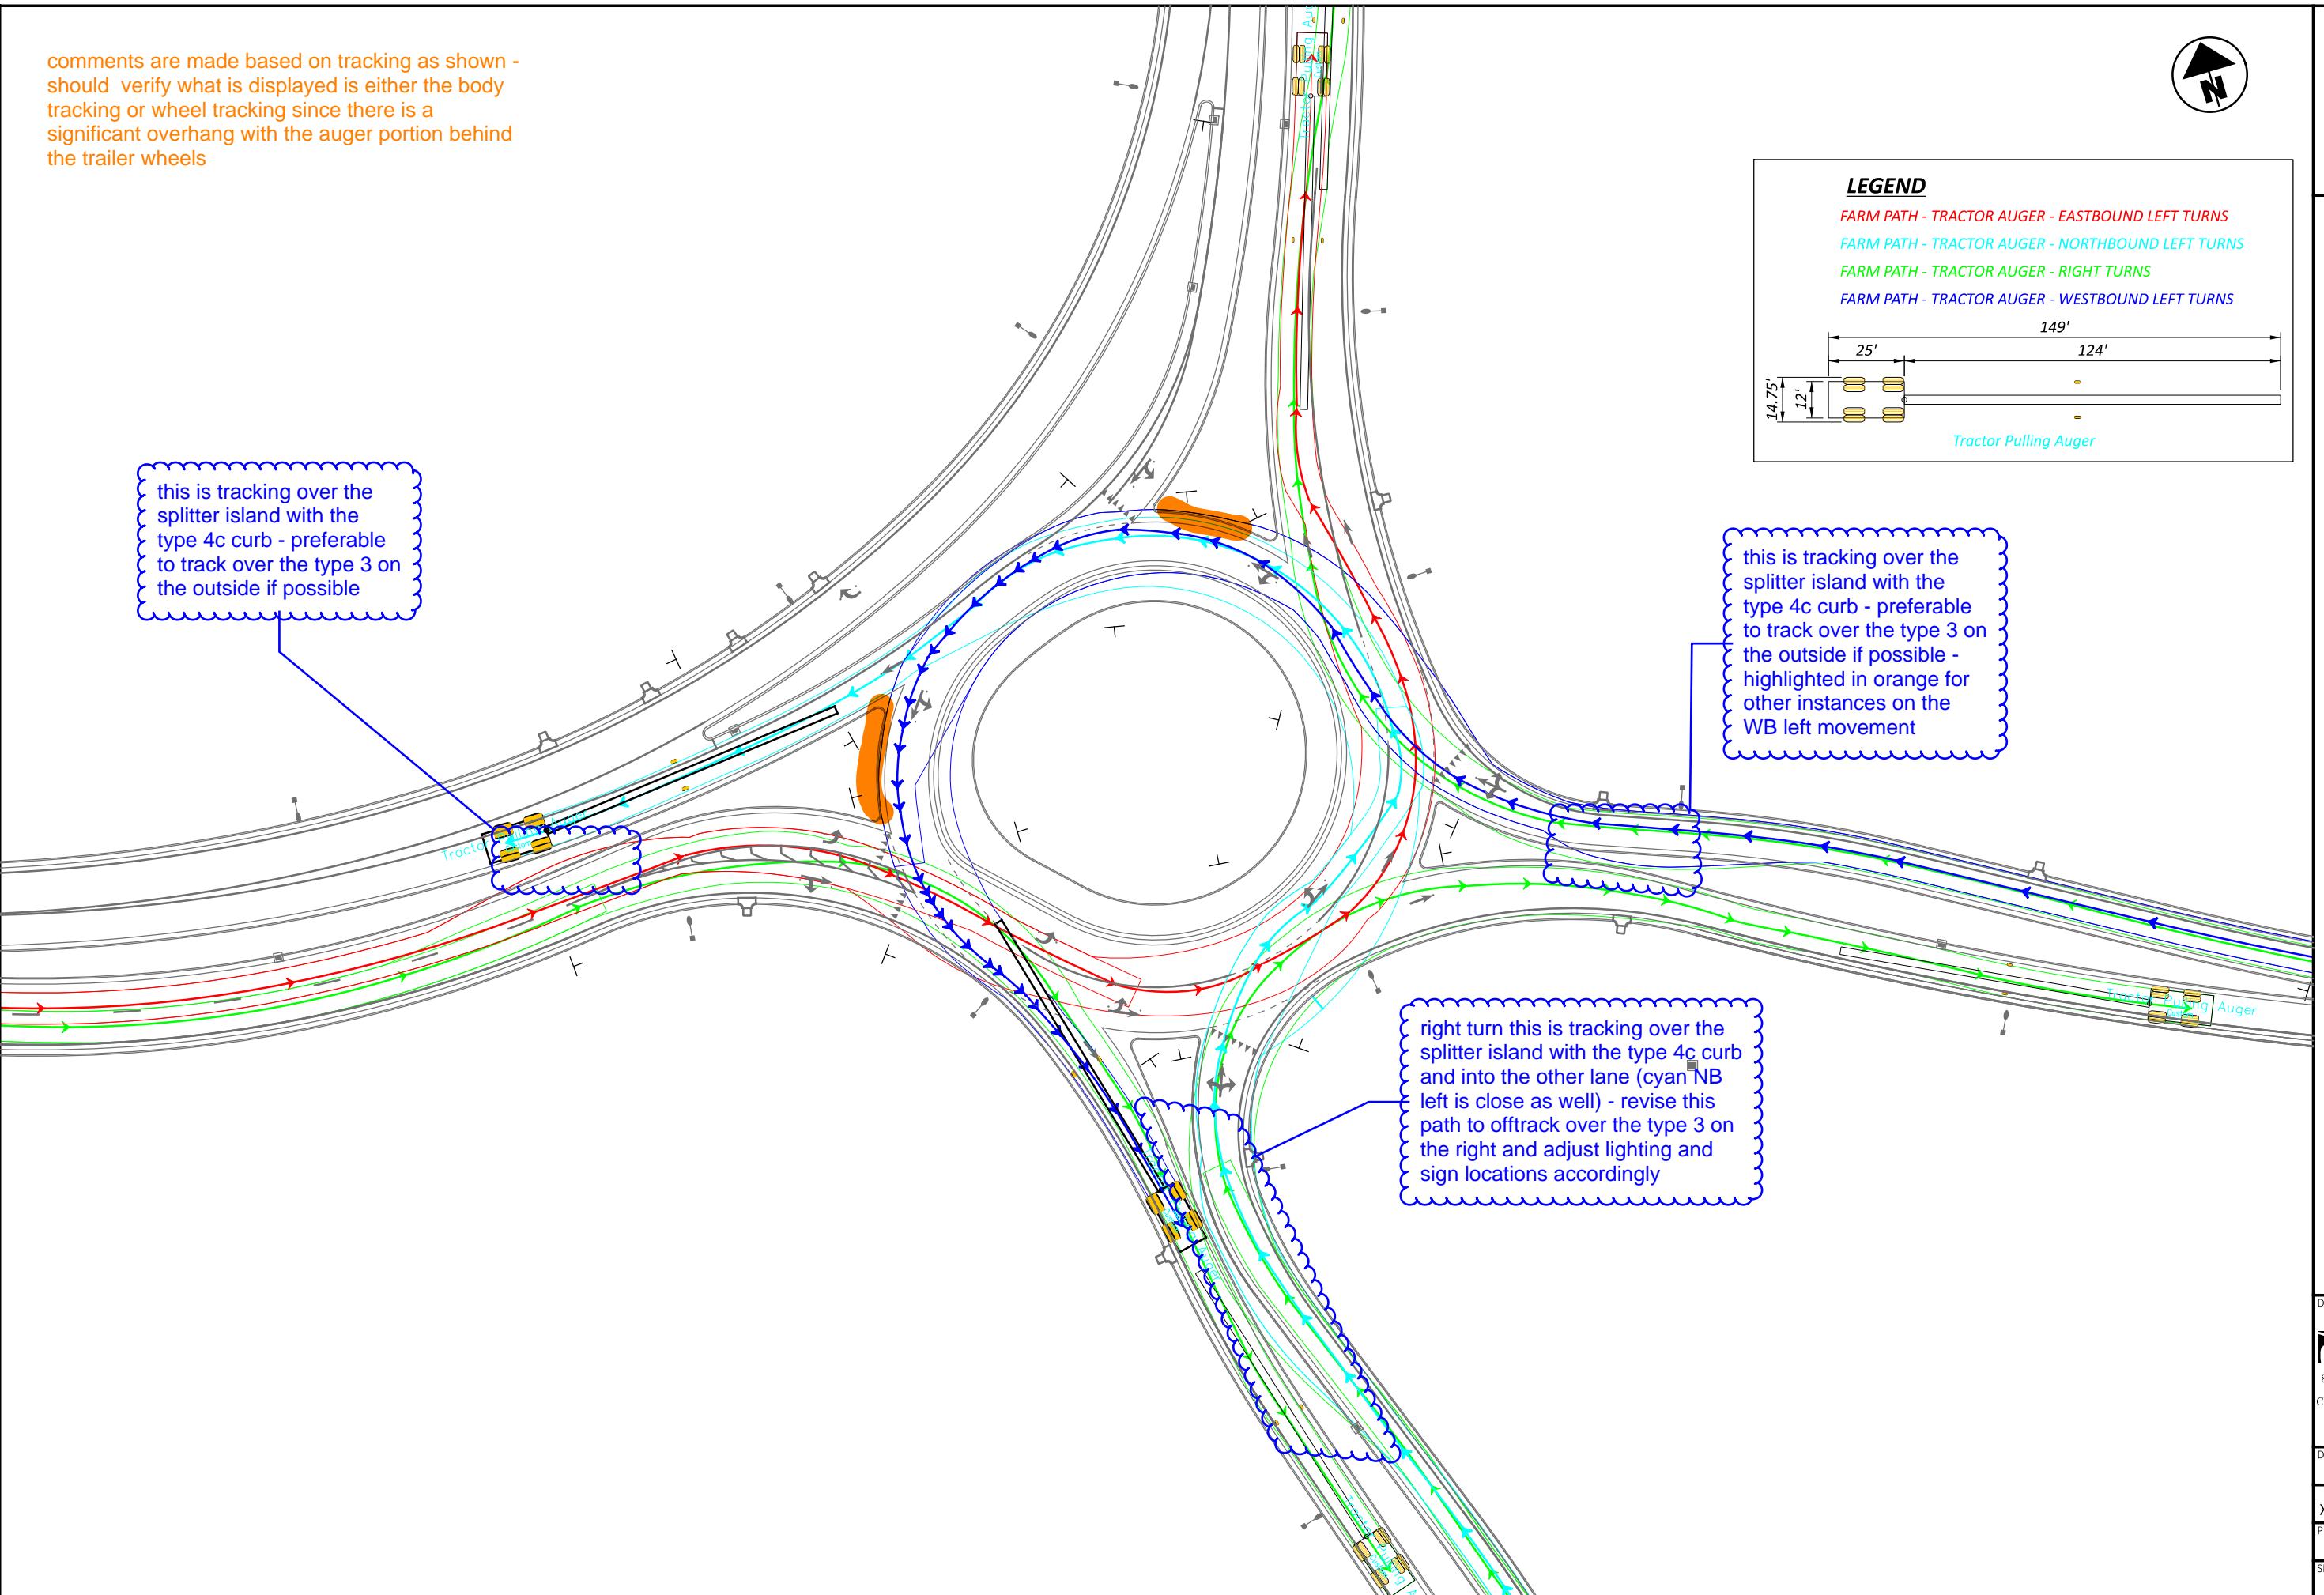 comments are made based on tracking as shown -
should  verify what is displayed is either the body
tracking or wheel tracking since there is a
significant overhang with the auger portion behind
the trailer wheels
N
LEGEND
FARM PATH - TRACTOR AUGER - EASTBOUND LEFT TURNS
FARM PATH - TRACTOR AUGER - NORTHBOUND LEFT TURNS
FARM PATH - TRACTOR AUGER - RIGHT TURNS
FARM PATH - TRACTOR AUGER - WESTBOUND LEFT TURNS
149'
25'
124'
14.75'
12'
Tractor Pulling Auger
this is tracking over the
splitter island with the
type 4c curb - preferable
to track over the type 3 on
the outside if possible
this is tracking over the
splitter island with the
type 4c curb - preferable
to track over the type 3 on
the outside if possible -
highlighted in orange for
other instances on the
WB left movement
right turn this is tracking over the
splitter island with the type 4c curb
and into the other lane (cyan NB
left is close as well) - revise this
path to offtrack over the type 3 on
the right and adjust lighting and
sign locations accordingly
Tractor Pulling Auger